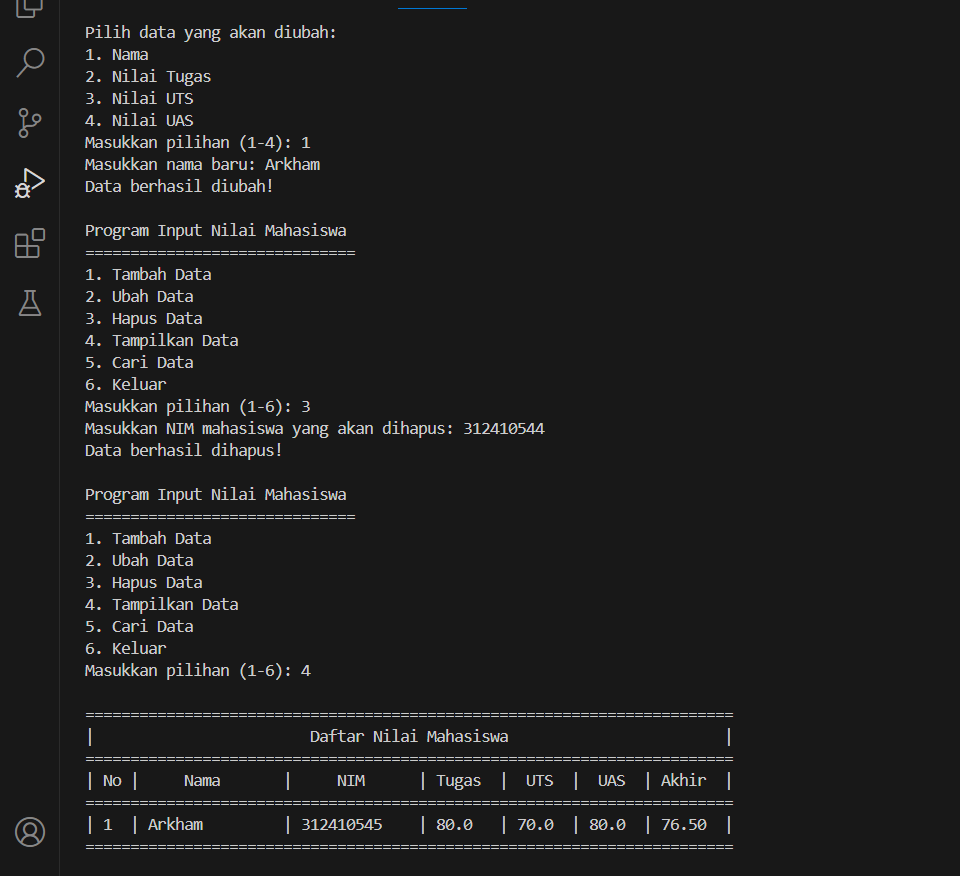 Pilih data yang akan diubah:
1. Nama
2. Nilai Tugas
3. Nilai UTS
4. Nilai UAS
Masukkan pilihan (1-4): 1
Masukkan nama baru: Arkham
Data berhasil diubah!
Program Input Nilai Mahasiswa
==============================
1. Tambah Data
2. Ubah Data
3. Hapus Data
4. Tampilkan Data
5. Cari Data
6. Keluar
Masukkan pilihan (1-6): 3
Masukkan NIM mahasiswa yang akan dihapus: 312410544
Data berhasil dihapus!
Program Input Nilai Mahasiswa
==============================
1. Tambah Data
2. Ubah Data
3. Hapus Data
4. Tampilkan Data
5. Cari Data
6. Keluar
Masukkan pilihan (1-6): 4
========================================================================
|                        Daftar Nilai Mahasiswa                        |
========================================================================
| No |     Nama       |     NIM      | Tugas  |  UTS  |  UAS  | Akhir  |
========================================================================
| 1  | Arkham         | 312410545    | 80.0   | 70.0  | 80.0  | 76.50  |
========================================================================